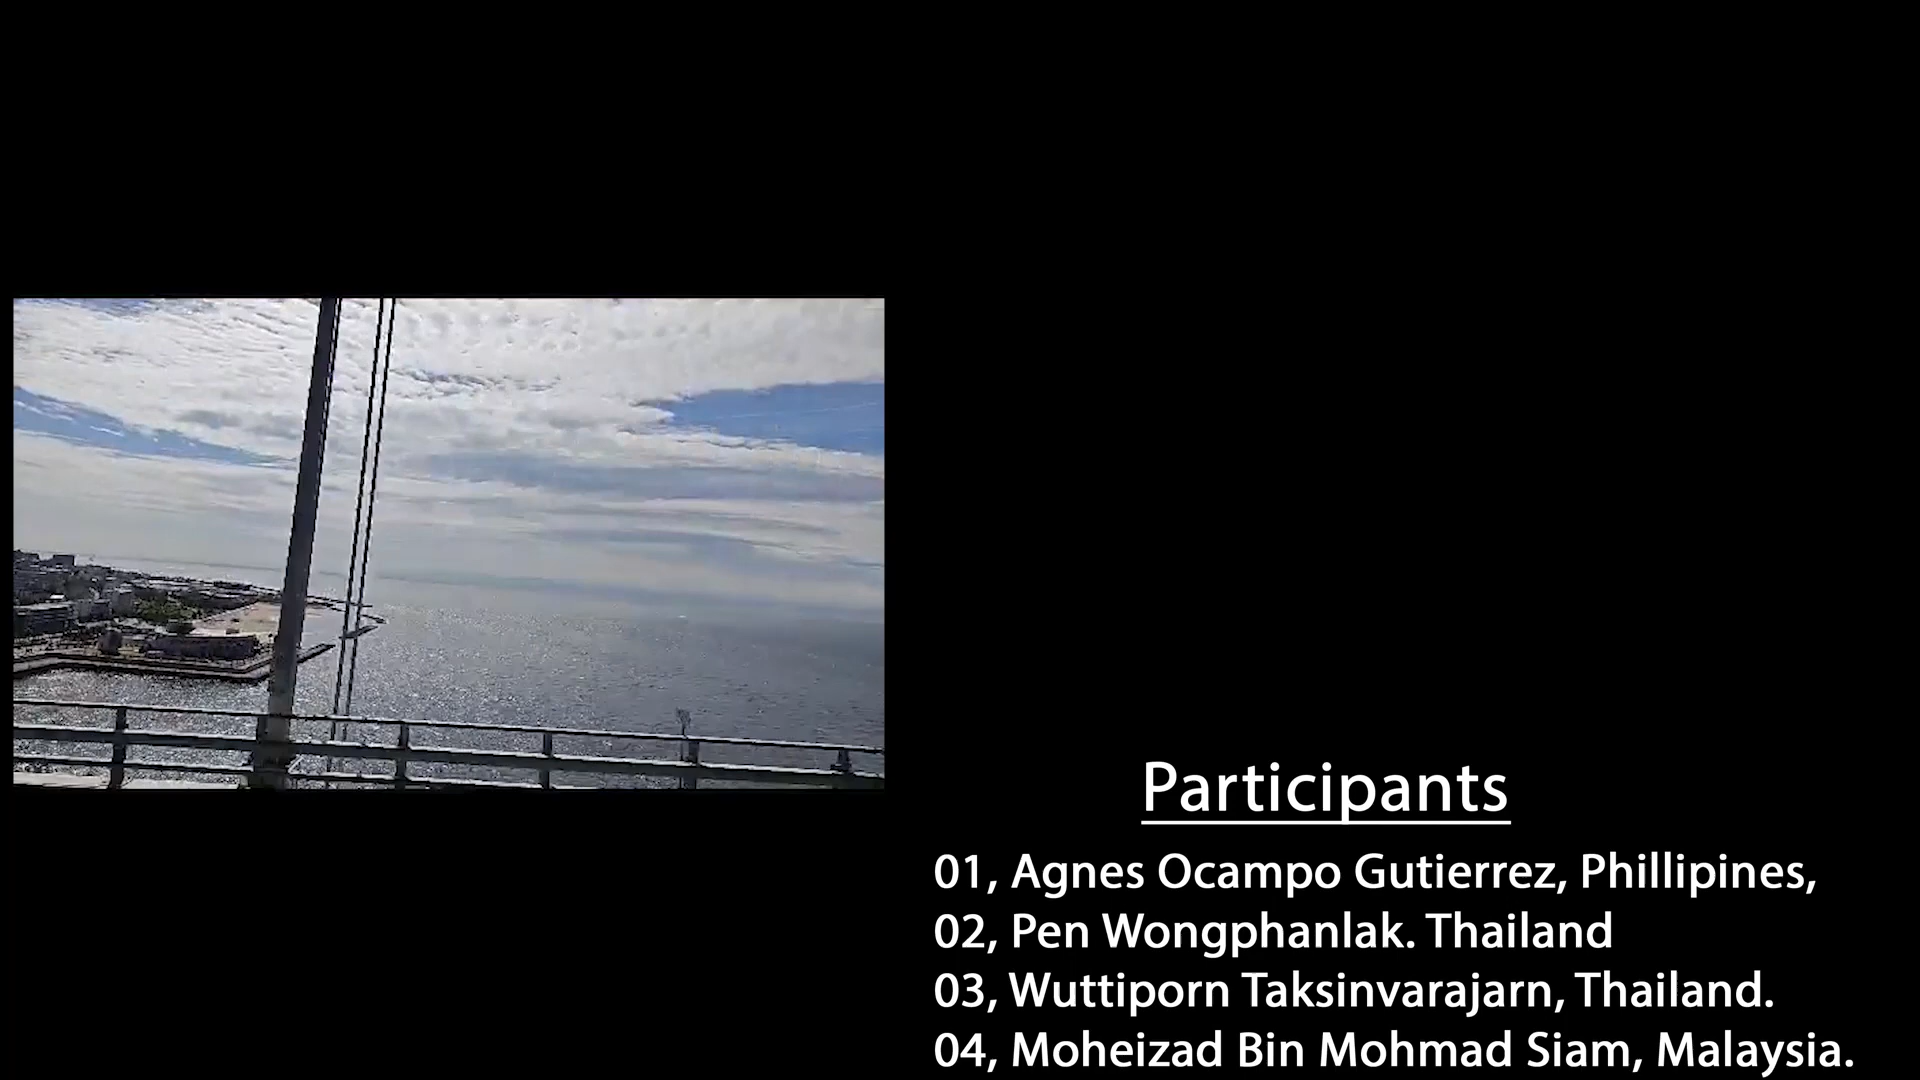 Participants
01, Agnes Ocampo Gutierrez, Phillipines,
02, Pen Wongphanlak. Thailand
03, Wuttiporn Taksinvarajarn, Thailand.
04, Moheizad Bin Mohmad Siam, Malaysia.